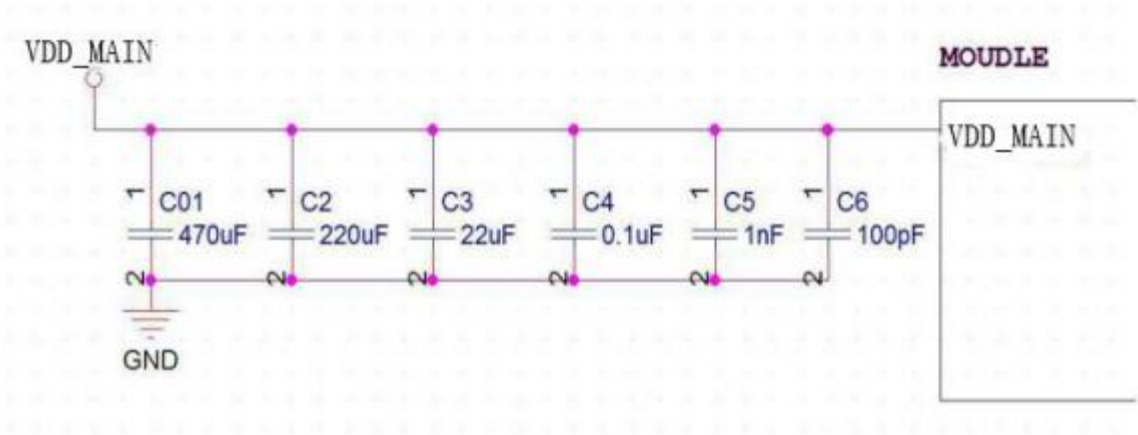 VDD_MAIN
MOUDLE
VDD_MAIN
1 C01 1 C2 1 C3 1 C4 1 C5 1 C6
470uF 220uF 22uF 0.1uF 1nF 100pF
2 2 2 2 2 2
GND